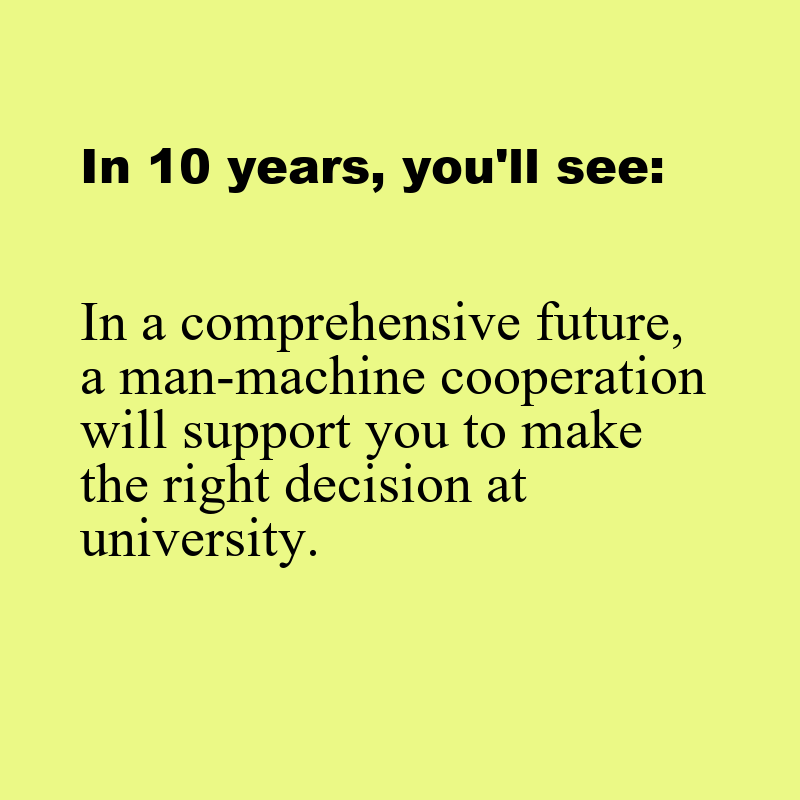 In 10 years, you'll see:
In a comprehensive future,
a man-machine cooperation
will support you to make
the right decision at
university.